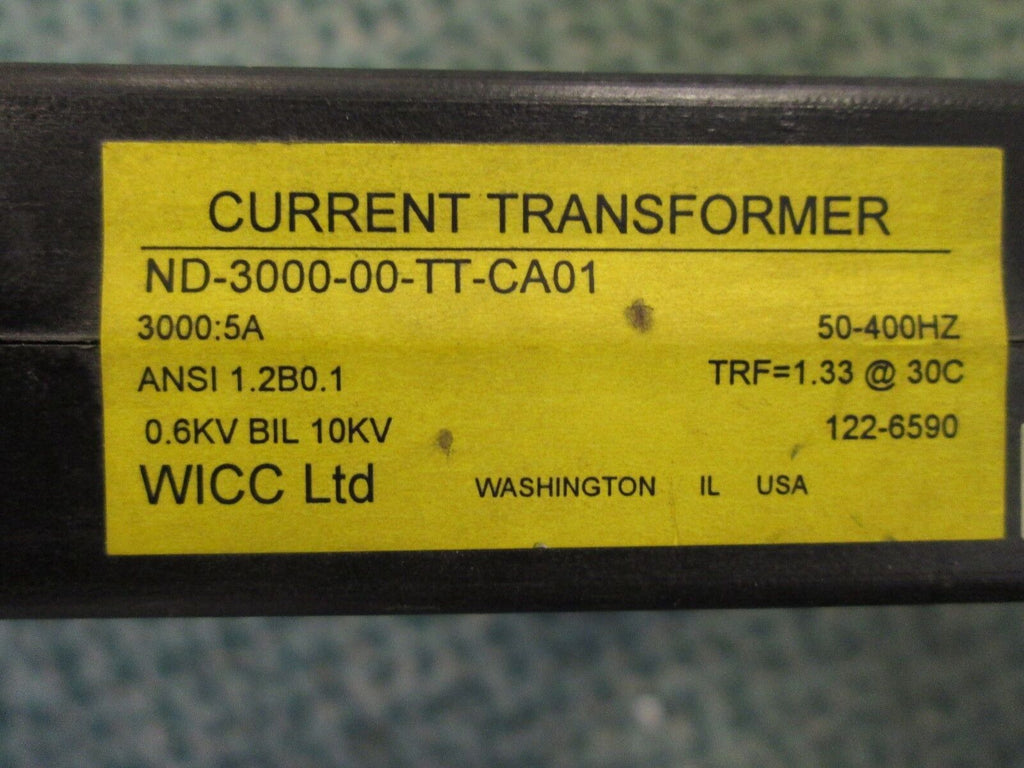 CURRENT TRANSFORMER
ND-3000-00-TT-CA01
3000:5A 50-400HZ
ANSI 1.2B0.1 TRF=1.33 @ 30C
0.6KV BIL 10KV 122-6590
WICC Ltd WASHINGTON IL USA